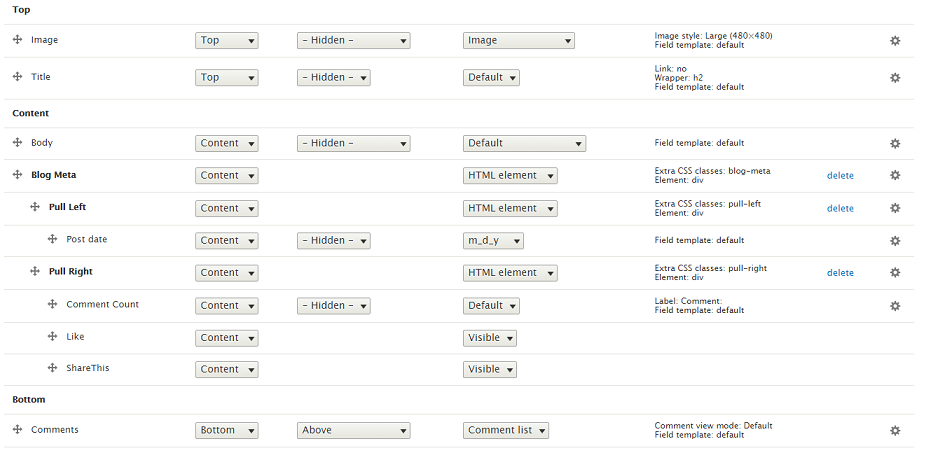 Top
Image Top - Hidden - Image Image style: Large (480×480)
Field template: default
Title Top - Hidden - Default Link: no
Wrapper: h2
Field template: default
Content
Body Content - Hidden - Default Field template: default
Blog Meta Content HTML element Extra CSS classes: blog-meta delete
Element: div
Pull Left Content HTML element Extra CSS classes: pull-left delete
Element: div
Post date Content - Hidden - m_d_y Field template: default
Pull Right Content HTML element Extra CSS classes: pull-right delete
Element: div
Comment Count Content - Hidden - Default Label: Comment:
Field template: default
Like Content Visible
ShareThis Content Visible
Bottom
Comments Bottom Above Comment list Comment view mode: Default
Field template: default